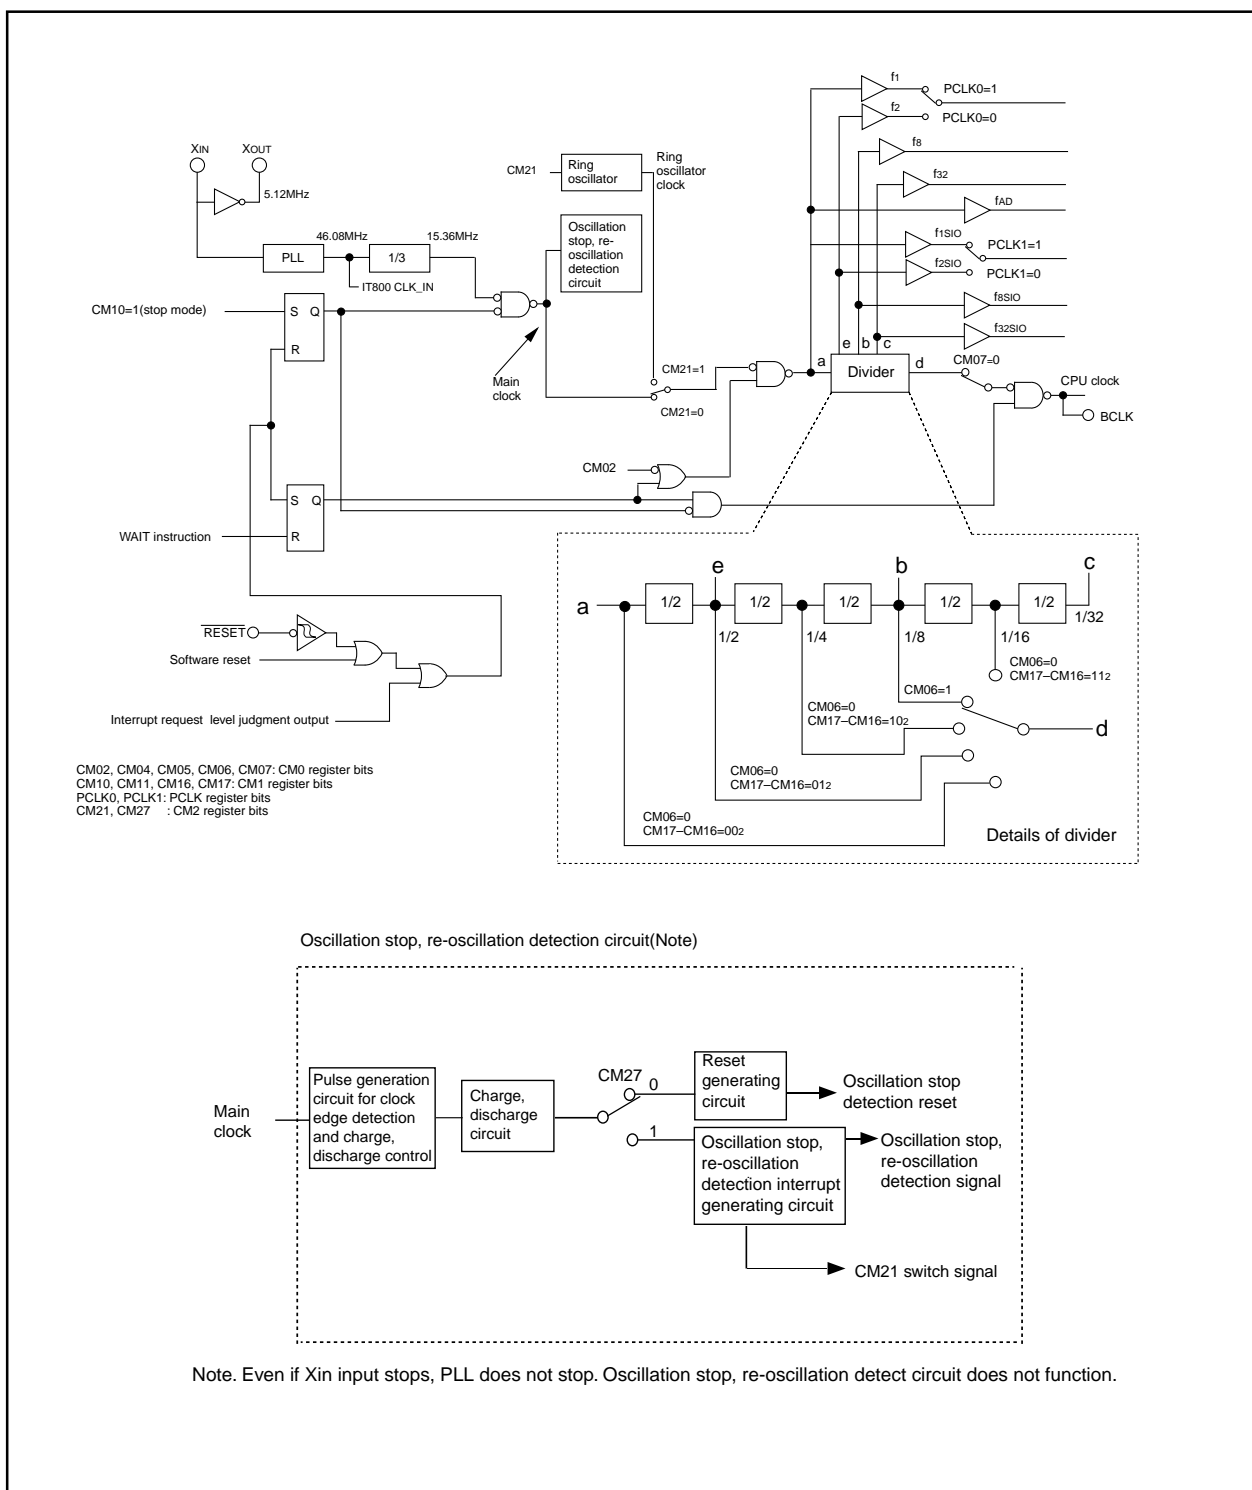 f1
PCLK0=1
f2
PCLK0=0
XIN
XOUT
5.12MHz
CM21
Ring
oscillator
Ring
oscillator
clock
f8
f32
fAD
Oscillation
stop, re-
oscillation
detection
circuit
46.08MHz
15.36MHz
PLL
1/3
IT800 CLK_IN
f1SIO
PCLK1=1
f2SIO
PCLK1=0
f8SIO
f32SIO
CM10=1(stop mode)
S
Q
R
Main
clock
CM21=1
CM21=0
e
b
c
a
Divider
d
CM07=0
CPU clock
BCLK
CM02
S
Q
R
WAIT instruction
RESET
Software reset
Interrupt request level judgment output
a
1/2
e
1/2
1/2
b
1/2
1/2
c
1/2
1/4
1/8
1/16
1/32
CM06=0
CM17–CM16=112
CM06=1
CM06=0
CM17–CM16=102
d
CM06=0
CM17–CM16=012
CM06=0
CM17–CM16=002
Details of divider
CM02, CM04, CM05, CM06, CM07: CM0 register bits
CM10, CM11, CM16, CM17: CM1 register bits
PCLK0, PCLK1: PCLK register bits
CM21, CM27 : CM2 register bits
Oscillation stop, re-oscillation detection circuit(Note)
Main
clock
Pulse generation
circuit for clock
edge detection
and charge,
discharge control
Charge,
discharge
circuit
CM27
0
1
Reset
generating
circuit
Oscillation stop
detection reset
Oscillation stop,
re-oscillation
detection interrupt
generating circuit
Oscillation stop,
re-oscillation
detection signal
CM21 switch signal
Note. Even if Xin input stops, PLL does not stop. Oscillation stop, re-oscillation detect circuit does not function.